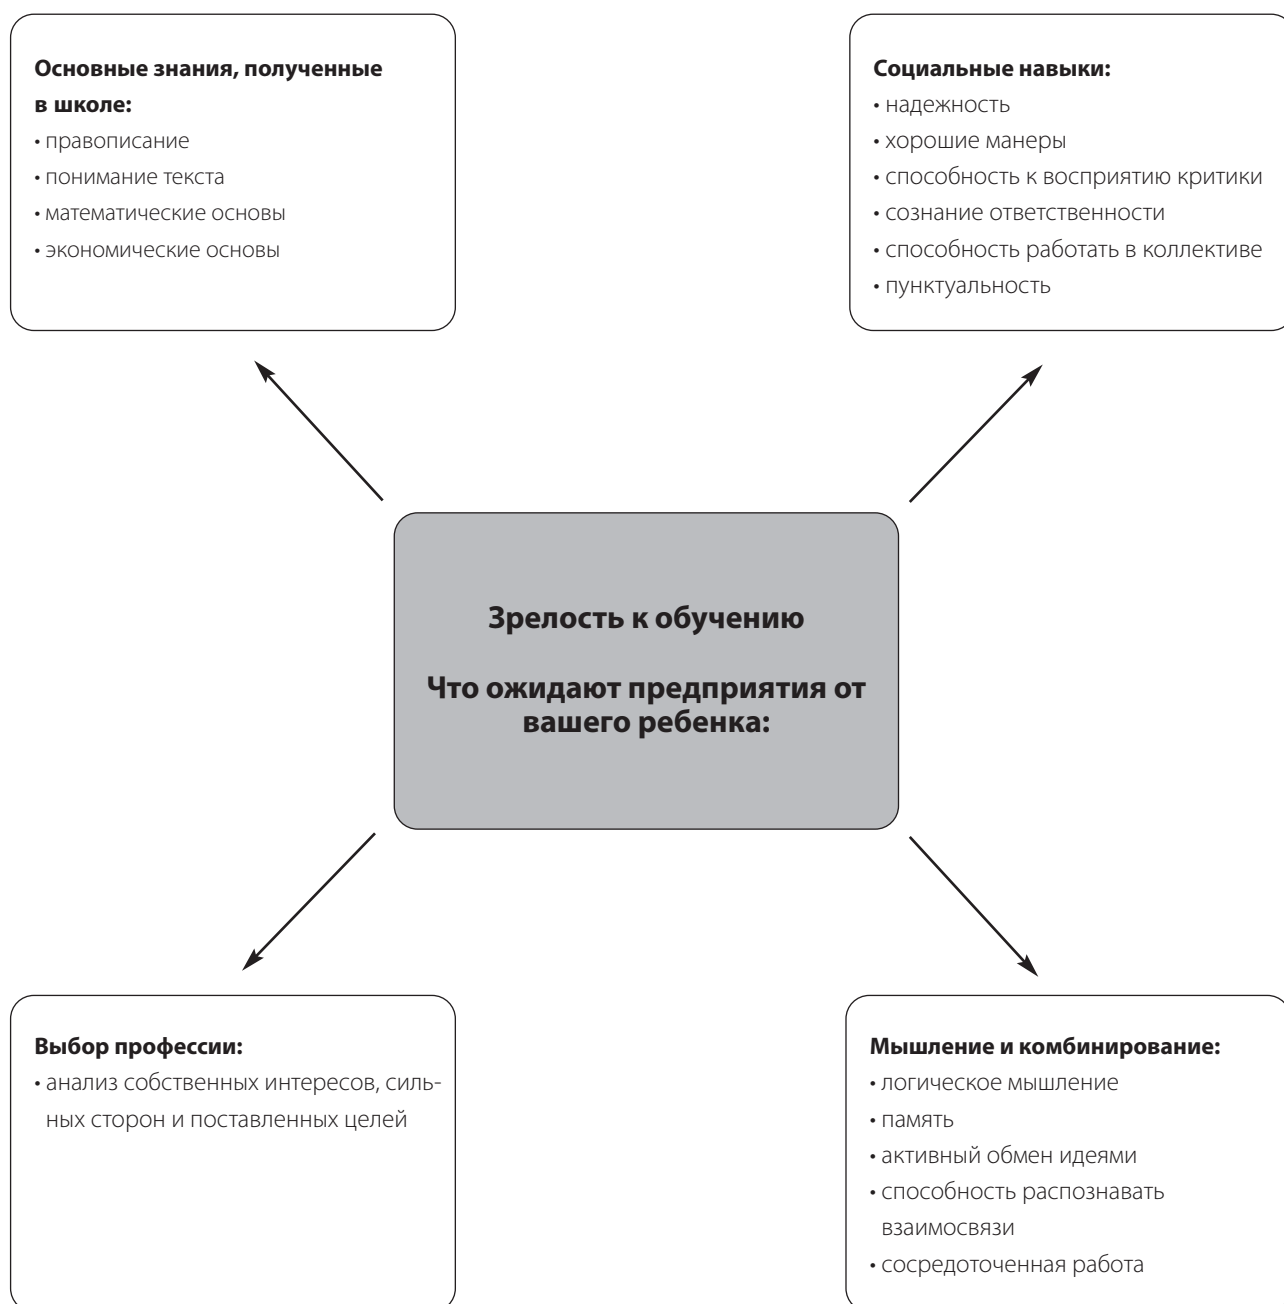 Основные знания, полученные
в школе:
• правописание
• понимание текста
• математические основы
• экономические основы
Социальные навыки:
• надежность
• хорошие манеры
• способность к восприятию критики
• сознание ответственности
• способность работать в коллективе
• пунктуальность
Зрелость к обучению
Что ожидают предприятия от
вашего ребенка:
Выбор профессии:
• анализ собственных интересов, силь-
ных сторон и поставленных целей
Мышление и комбинирование:
• логическое мышление
• память
• активный обмен идеями
• способность распознавать
взаимосвязи
• сосредоточенная работа